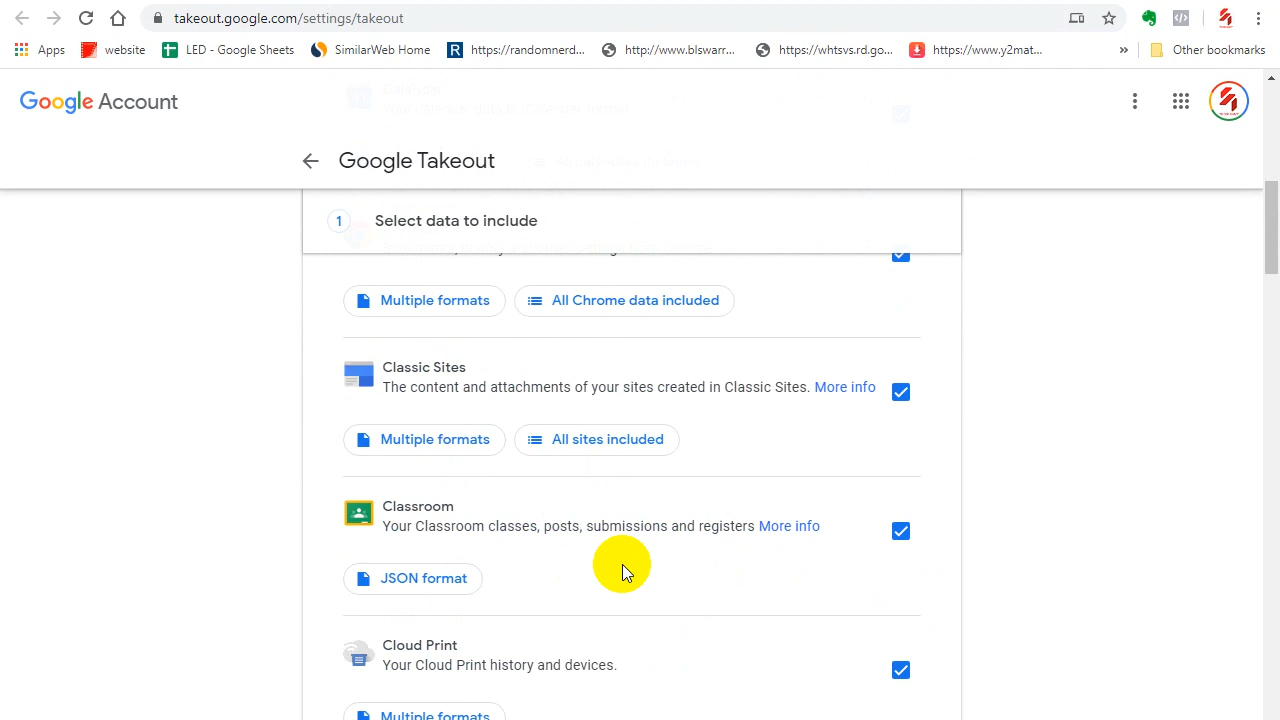 takeout.google.com/settings/takeout
Apps website LED - Google Sheets SimilarWeb Home R https://randomnerd... http://www.blswarr... https://whtsvs.rd.go... https://www.y2mat... » Other bookmarks
Google Account
Google Takeout
1 Select data to include
Multiple formats All Chrome data included
Classic Sites
The content and attachments of your sites created in Classic Sites. More info
Multiple formats All sites included
Classroom
Your Classroom classes, posts, submissions and registers More info
JSON format
Cloud Print
Your Cloud Print history and devices.
Multiple formats